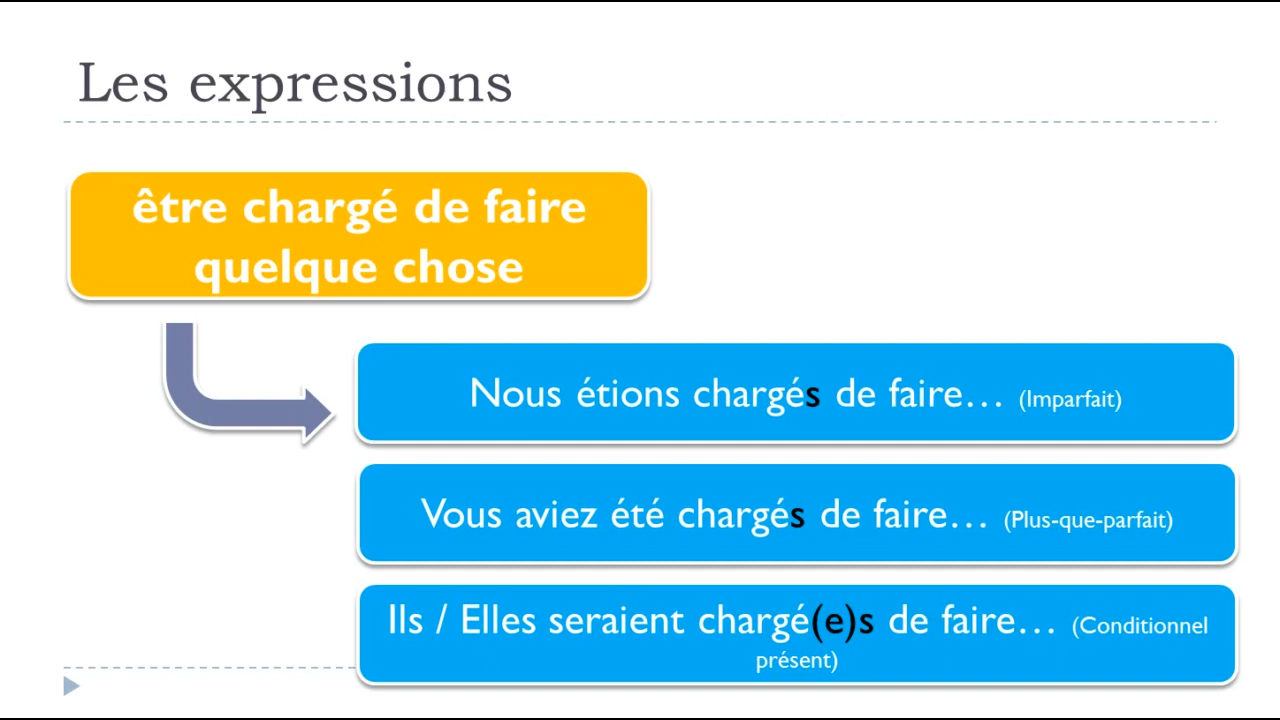 Les expressions
être chargé de faire
quelque chose
Nous étions chargés de faire… (Imparfait)
Vous aviez été chargés de faire… (Plus-que-parfait)
Ils / Elles seraient chargé(e)s de faire… (Conditionnel
présent)